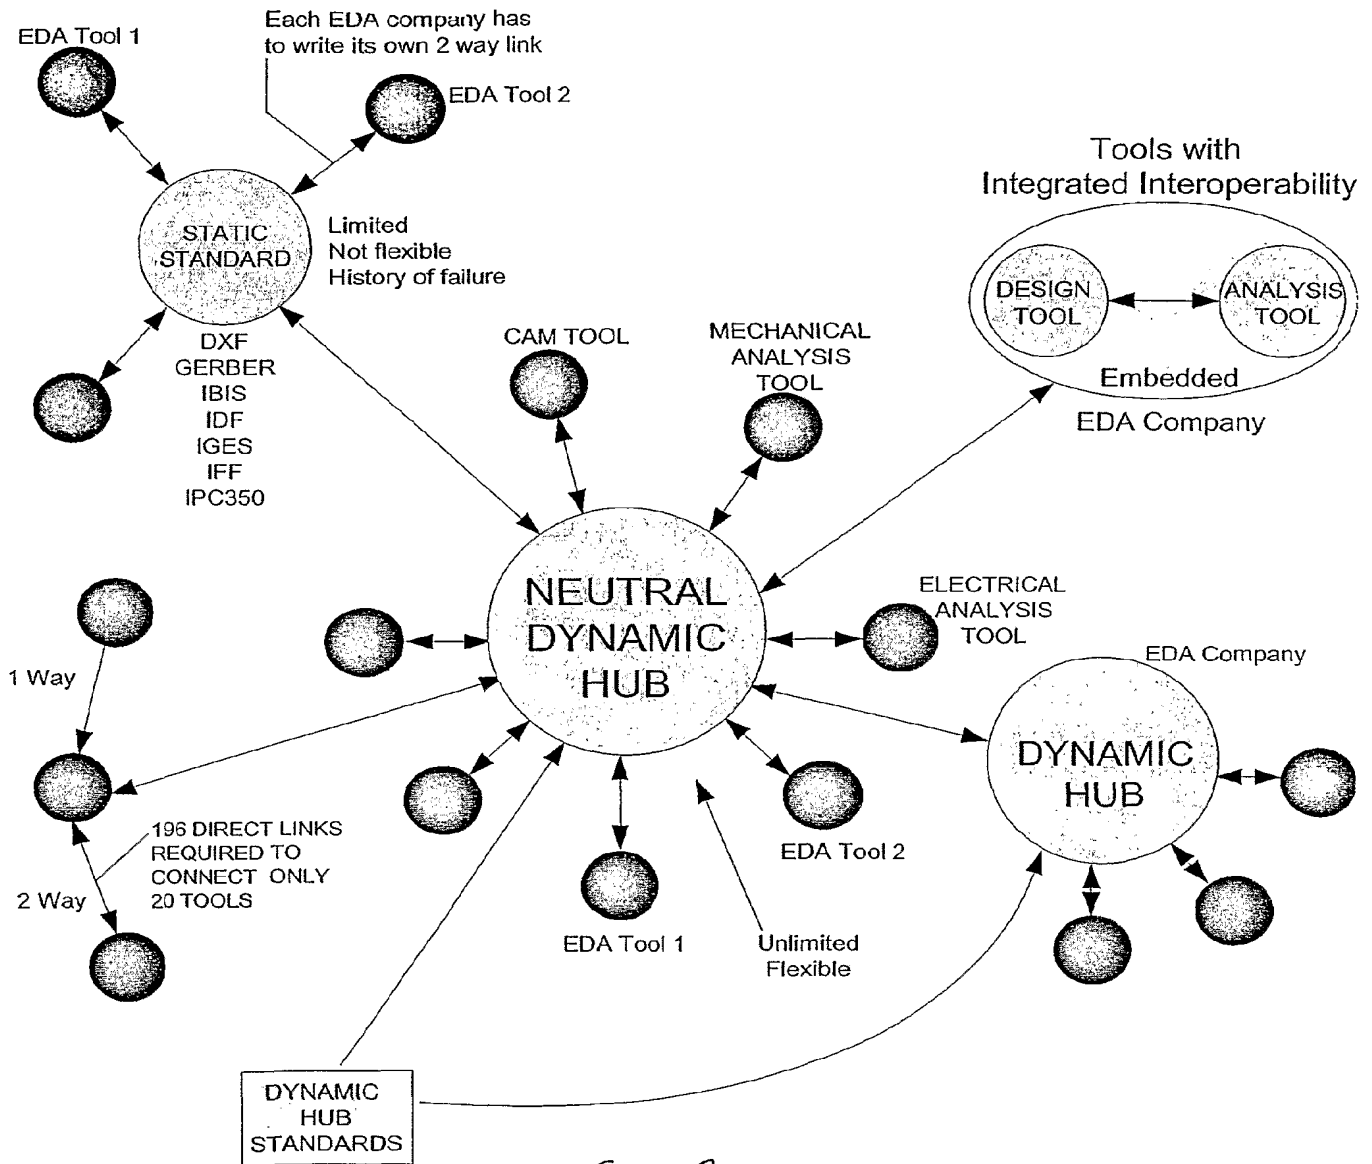 Each EDA company has
to write its own 2 way link
EDA Tool 1
EDA Tool 2
STATIC
STANDARD
Limited
Not flexible
History of failure
DXF
GERBER
IBIS
IDF
IGES
IFF
IPC350
Tools with
Integrated Interoperability
DESIGN
TOOL
ANALYSIS
TOOL
Embedded
EDA Company
CAM TOOL
MECHANICAL
ANALYSIS
TOOL
NEUTRAL
DYNAMIC
HUB
ELECTRICAL
ANALYSIS
TOOL
EDA Company
DYNAMIC
HUB
1 Way
2 Way
196 DIRECT LINKS
REQUIRED TO
CONNECT ONLY
20 TOOLS
EDA Tool 1
EDA Tool 2
Unlimited
Flexible
DYNAMIC
HUB
STANDARDS